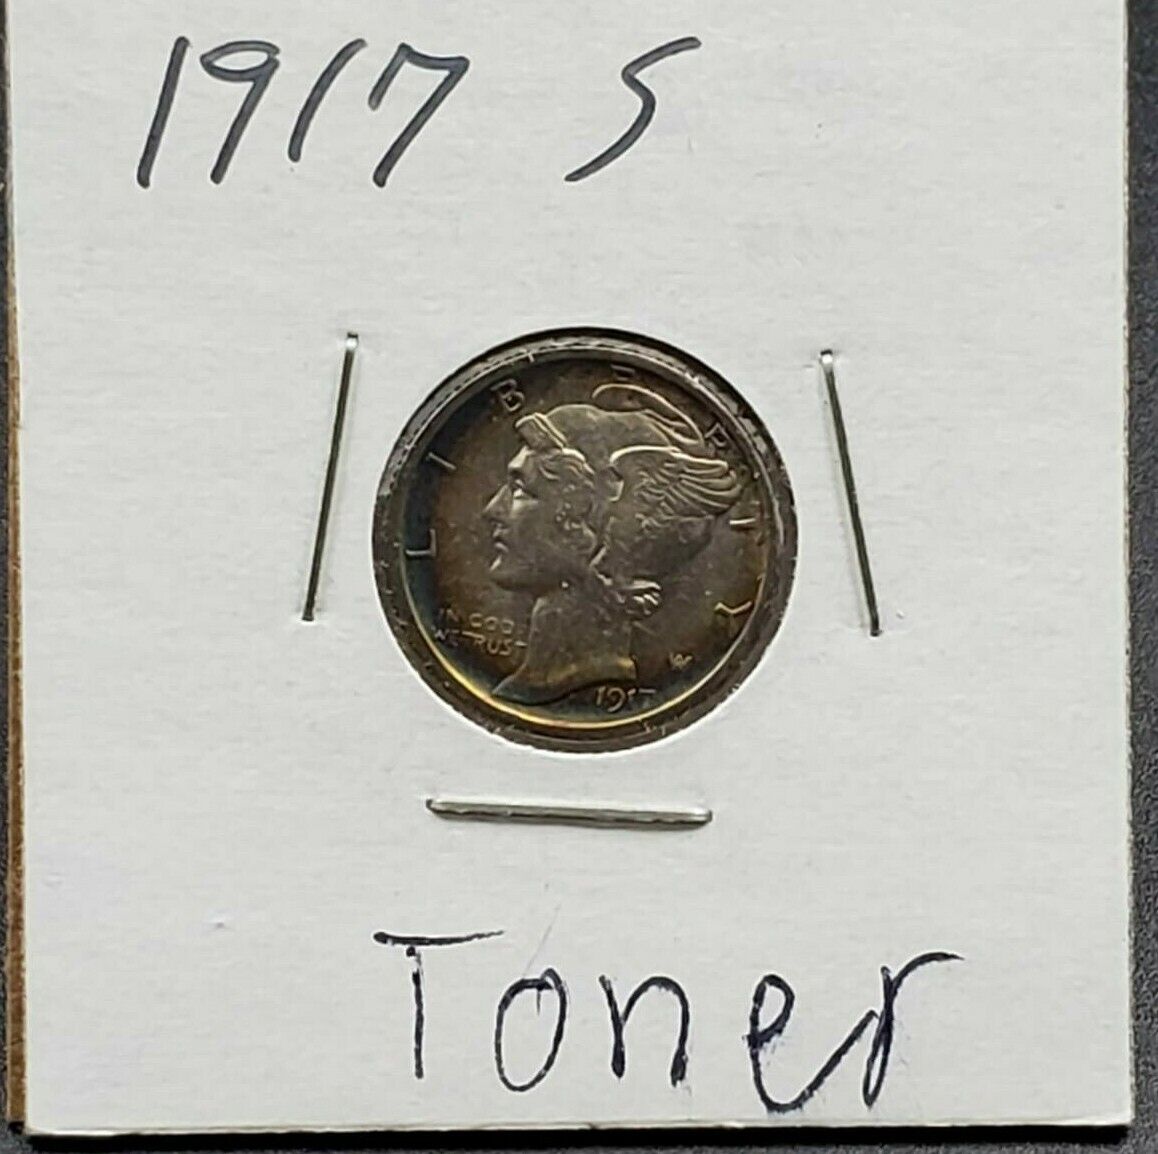 1917 S
LIBERTY
IN GOD
WE TRUST
1917
Toner